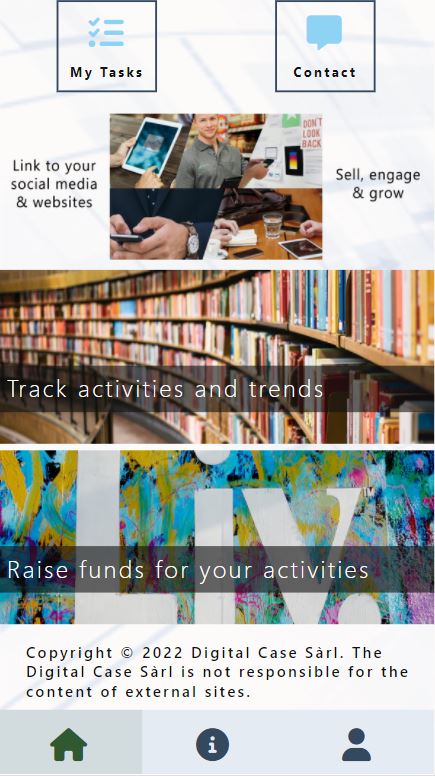 My Tasks
Contact
DON'T
LOOK
BACK
Link to your
social media
& websites
Sell, engage
& grow
Track activities and trends
Liv
Raise funds for your activities
Copyright © 2022 Digital Case Sàrl. The
Digital Case Sàrl is not responsible for the
content of external sites.